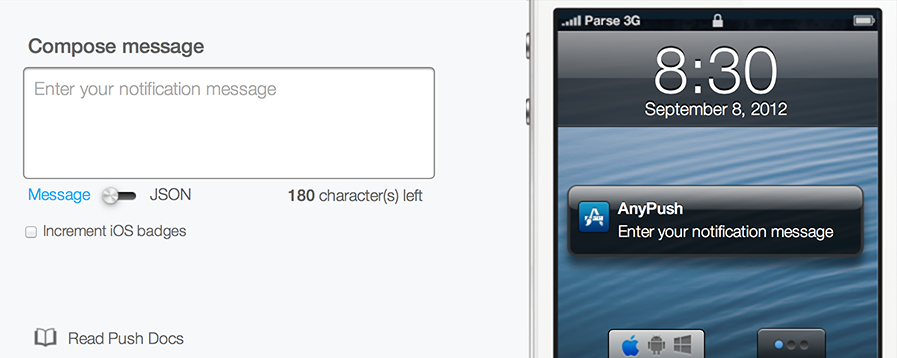 Compose message
Enter your notification message
Message JSON 180 character(s) left
Increment iOS badges
Read Push Docs
Parse 3G
8:30
September 8, 2012
AnyPush
Enter your notification message